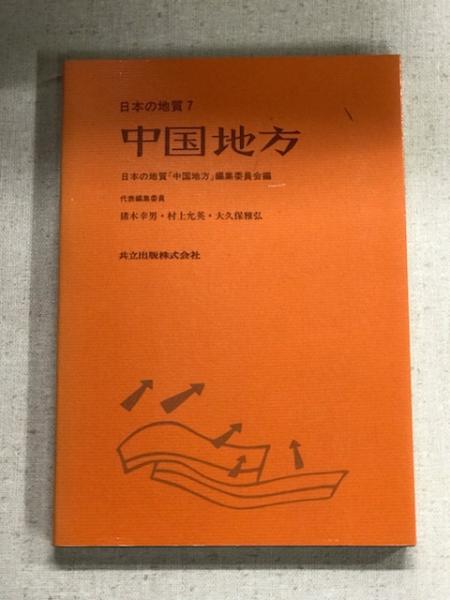 日本の地質7
中国地方
日本の地質「中国地方」編集委員会編
代表編集委員
猪木幸男・村上允英・大久保雅弘
共立出版株式会社